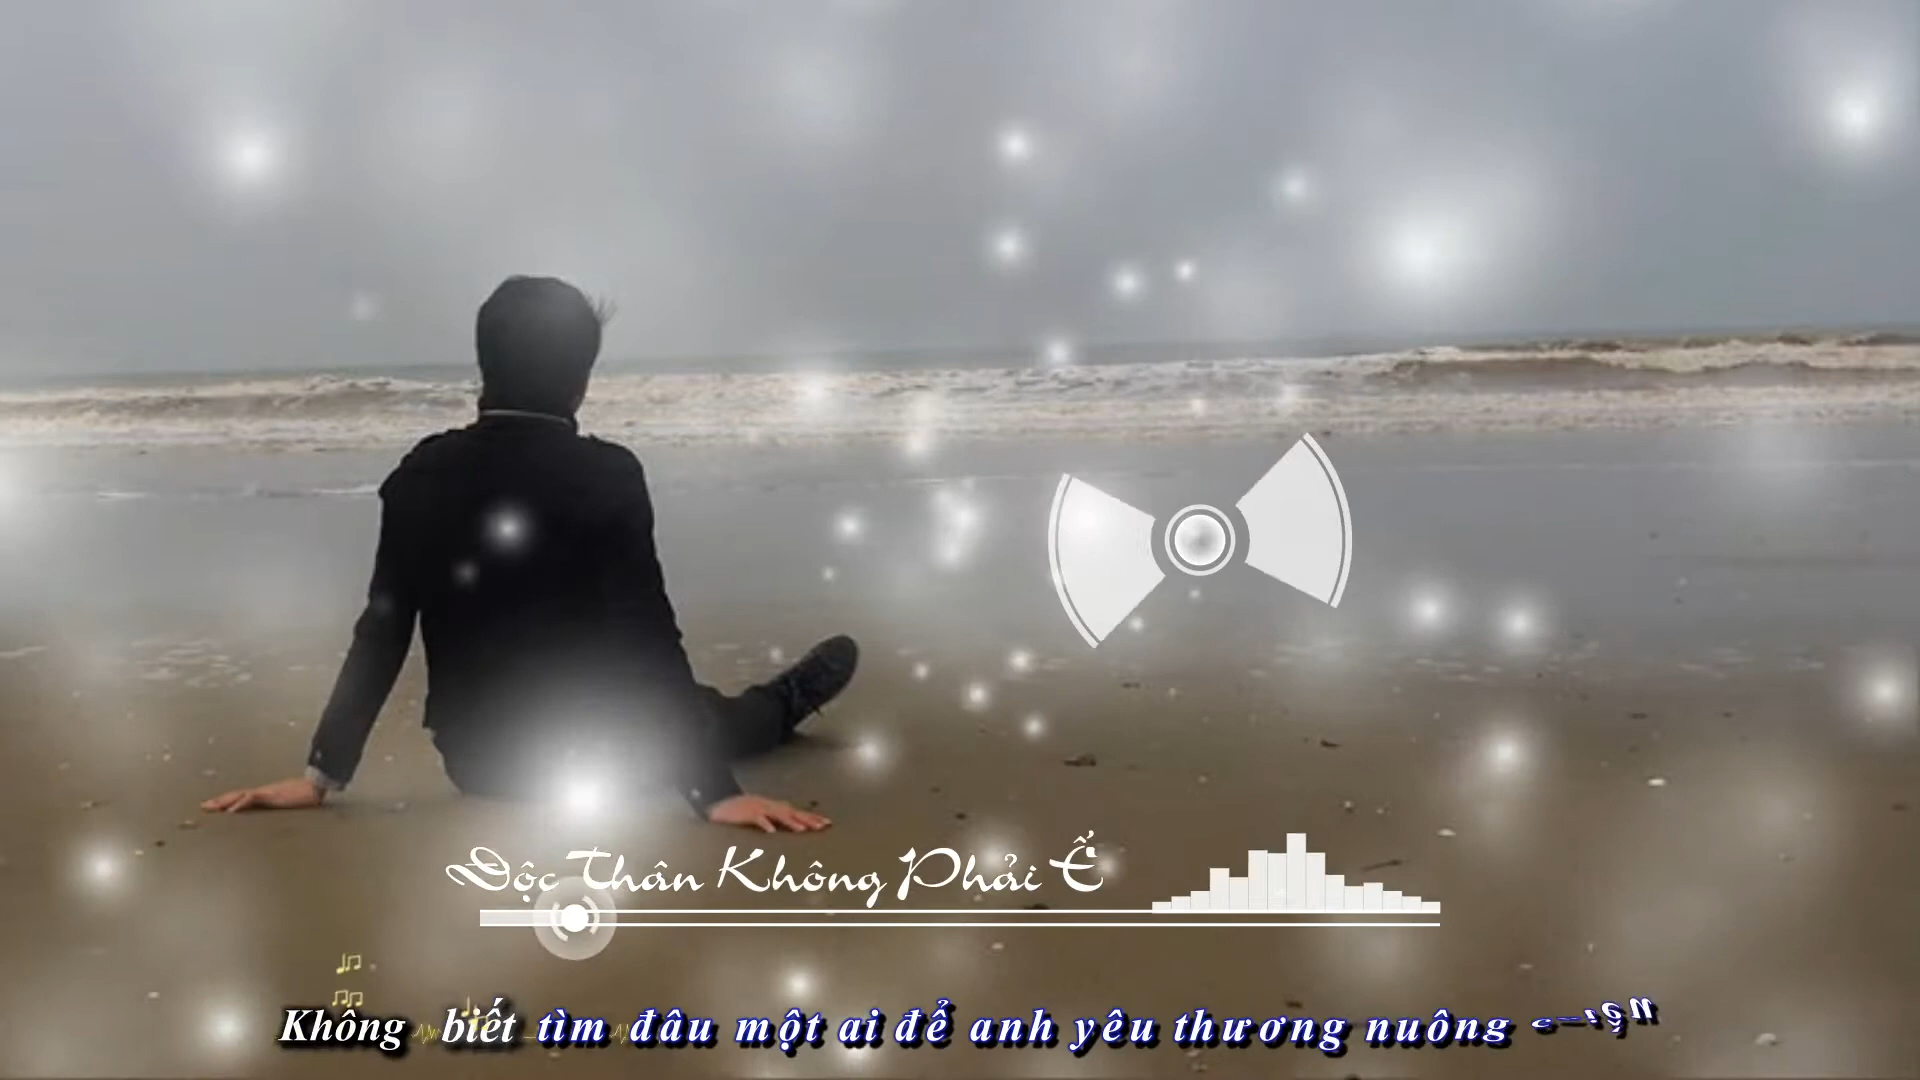 Độc Thân Không Phải Ế
Không biết tìm đâu một ai để anh yêu thương nuông